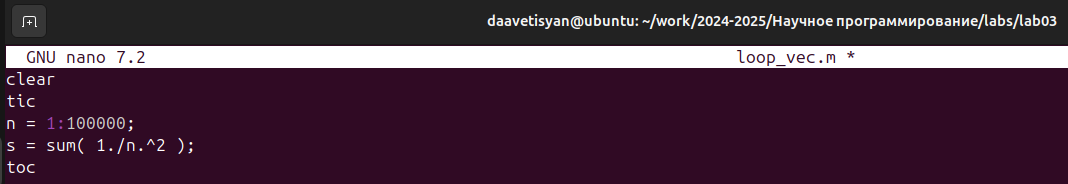 daavetisyan@ubuntu: ~/work/2024-2025/Научное программирование/labs/lab03
GNU nano 7.2 loop_vec.m *
clear
tic
n = 1:100000;
s = sum( 1./n.^2 );
toc